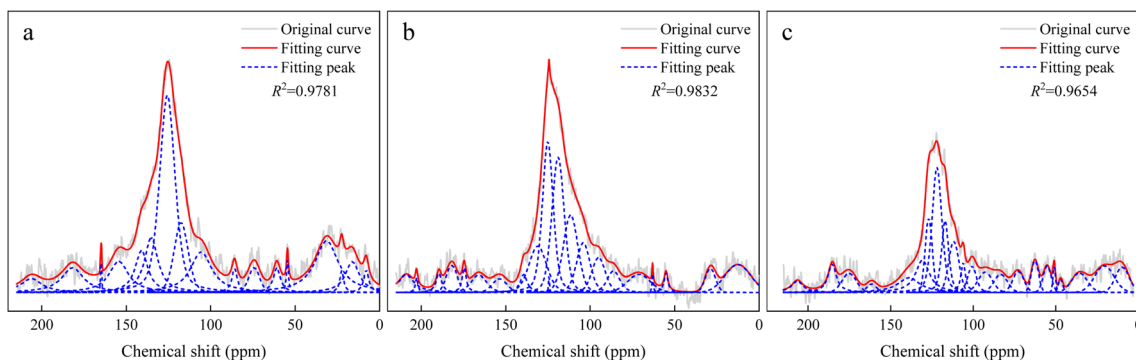 a
Original curve
Fitting curve
Fitting peak
R²=0.9781
200 150 100 50 0
Chemical shift (ppm)
b
Original curve
Fitting curve
Fitting peak
R²=0.9832
200 150 100 50 0
Chemical shift (ppm)
c
Original curve
Fitting curve
Fitting peak
R²=0.9654
200 150 100 50 0
Chemical shift (ppm)